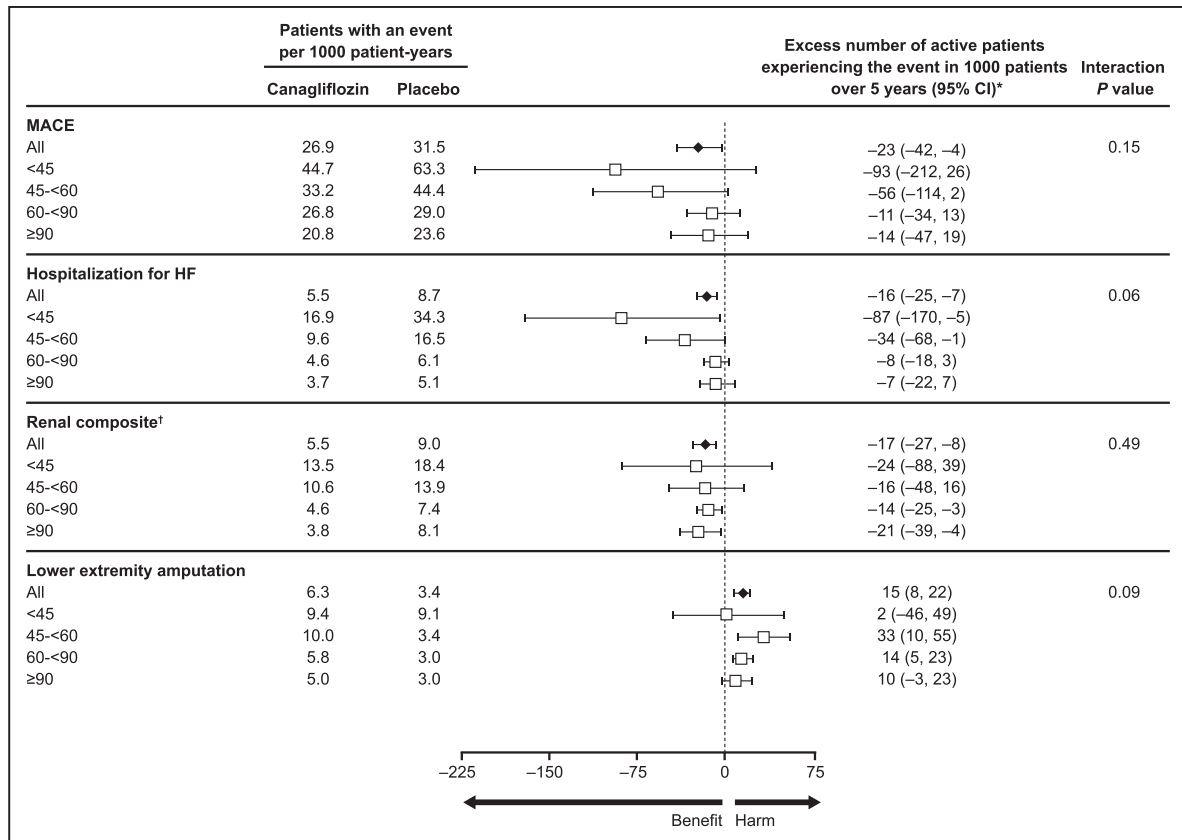 Patients with an event
per 1000 patient-years
Excess number of active patients
experiencing the event in 1000 patients
over 5 years (95% CI)*
Interaction
P value
Canagliflozin Placebo
MACE
All 26.9 31.5 –23 (–42, –4) 0.15
<45 44.7 63.3 –93 (–212, 26)
45-<60 33.2 44.4 –56 (–114, 2)
60-<90 26.8 29.0 –11 (–34, 13)
≥90 20.8 23.6 –14 (–47, 19)
Hospitalization for HF
All 5.5 8.7 –16 (–25, –7) 0.06
<45 16.9 34.3 –87 (–170, –5)
45-<60 9.6 16.5 –34 (–68, –1)
60-<90 4.6 6.1 –8 (–18, 3)
≥90 3.7 5.1 –7 (–22, 7)
Renal composite†
All 5.5 9.0 –17 (–27, –8) 0.49
<45 13.5 18.4 –24 (–88, 39)
45-<60 10.6 13.9 –16 (–48, 16)
60-<90 4.6 7.4 –14 (–25, –3)
≥90 3.8 8.1 –21 (–39, –4)
Lower extremity amputation
All 6.3 3.4 15 (8, 22) 0.09
<45 9.4 9.1 2 (–46, 49)
45-<60 10.0 3.4 33 (10, 55)
60-<90 5.8 3.0 14 (5, 23)
≥90 5.0 3.0 10 (–3, 23)
–225 –150 –75 0 75
Benefit Harm